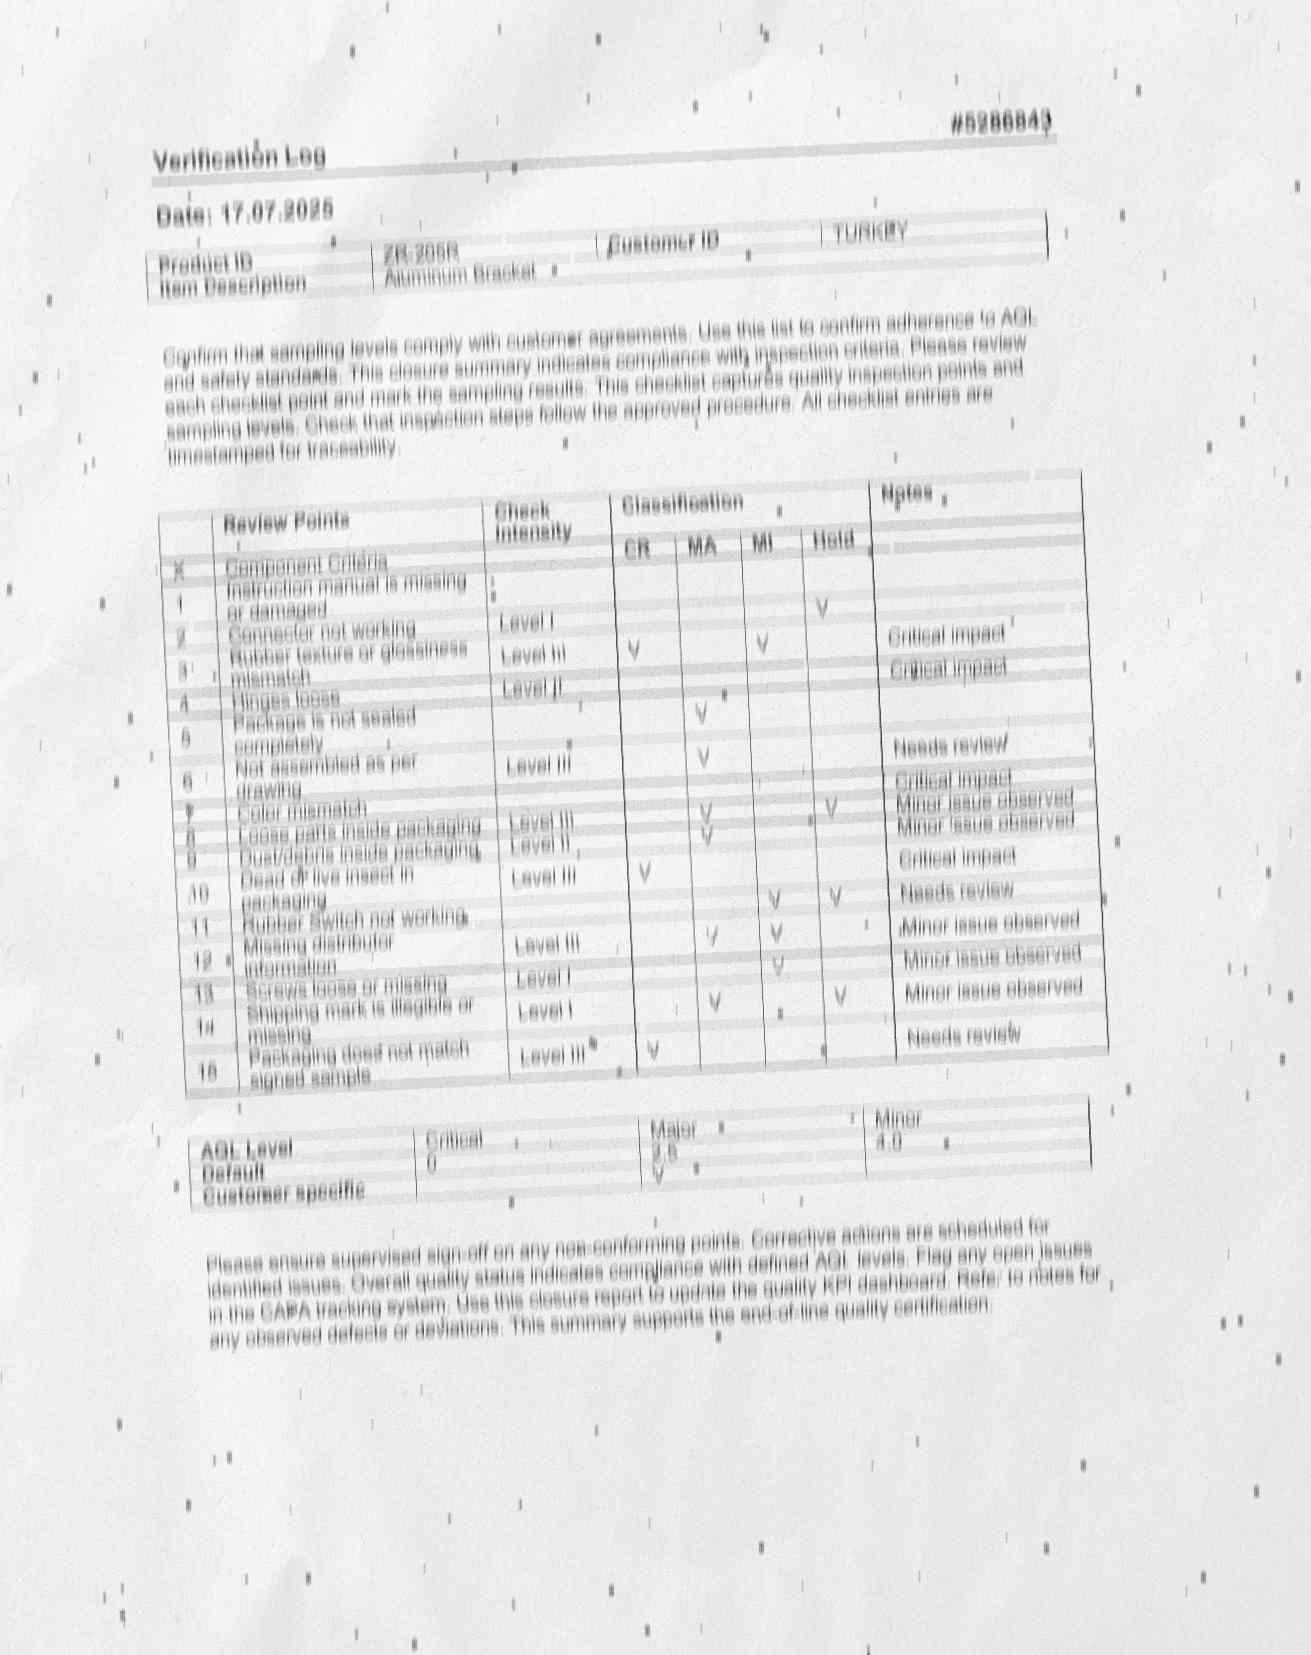 #5286843
Verification Log
Date: 17.07.2025
Product ID ZR-205R Customer ID TURKEY
Item Description Aluminum Bracket
Confirm that sampling levels comply with customer agreements. Use this list to confirm adherence to AQL
and safety standards. This closure summary indicates compliance with inspection criteria. Please review
each checklist point and mark the sampling results. This checklist captures quality inspection points and
sampling levels. Check that inspection steps follow the approved procedure. All checklist entries are
timestamped for traceability.
Review Points Check Intensity Classification Notes
CR MA MI Hold
X Component Criteria
1 Instruction manual is missing or damaged
2 Connector not working Level I V
3 Rubber texture or glossiness mismatch Level III V V Critical impact
4 Hinges loose Level II Critical impact
5 Package is not sealed completely V
6 Not assembled as per drawing Level III V Needs review
7 Color mismatch Critical impact
8 Loose parts inside packaging Level III V V Minor issue observed
9 Dust/debris inside packaging Level II V Minor issue observed
10 Dead or live insect in packaging Level III V Critical impact
11 Rubber Switch not working V V Needs review
12 Missing distributor information Level III V V Minor issue observed
13 Screws loose or missing Level I V Minor issue observed
14 Shipping mark is illegible or missing Level I V V Minor issue observed
15 Packaging does not match signed sample Level III V Needs review
AQL Level Critical Major Minor
Default 0 2.5 4.0
Customer specific V
Please ensure supervised sign-off on any non-conforming points. Corrective actions are scheduled for
identified issues. Overall quality status indicates compliance with defined AQL levels. Flag any open issues
in the CAPA tracking system. Use this closure report to update the quality KPI dashboard. Refer to notes for
any observed defects or deviations. This summary supports the end-of-line quality certification.